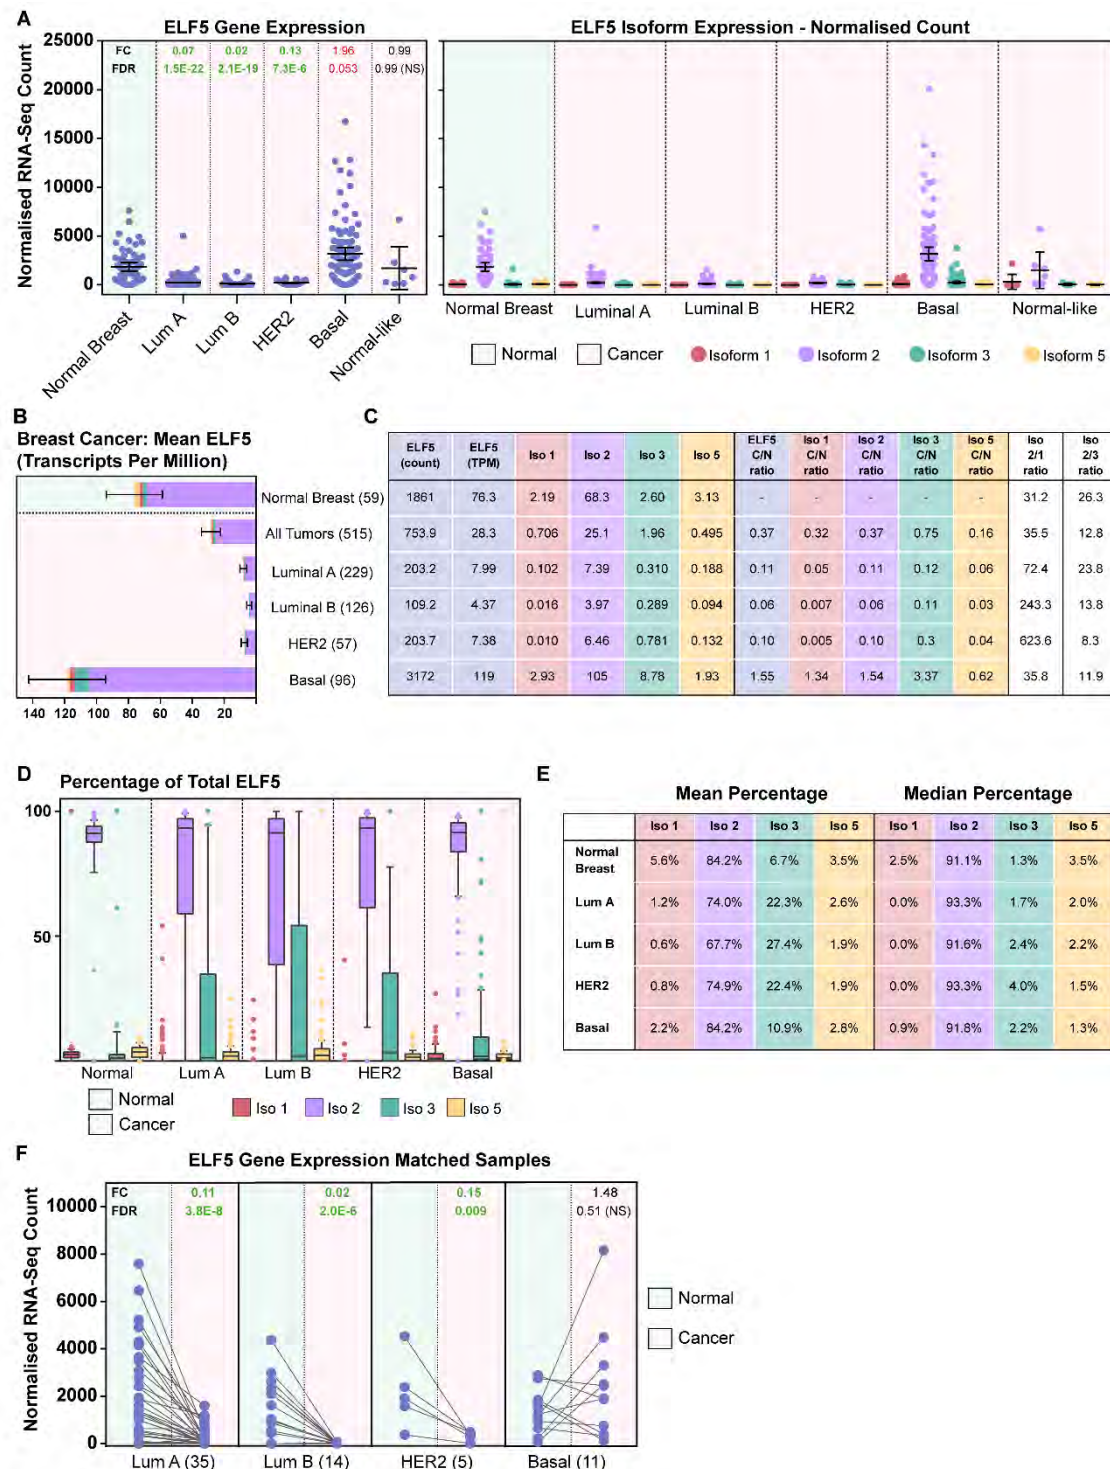 A
ELF5 Gene Expression
ELF5 Isoform Expression - Normalised Count
Normalised RNA-Seq Count
25000
20000
15000
10000
5000
0
FC 0.07 0.02 0.13 1.96 0.99
FDR 1.5E-22 2.1E-19 7.3E-6 0.053 0.99 (NS)
Normal Breast Lum A Lum B HER2 Basal Normal-like
Normal Breast Luminal A Luminal B HER2 Basal Normal-like
Normal Cancer Isoform 1 Isoform 2 Isoform 3 Isoform 5
B
Breast Cancer: Mean ELF5
(Transcripts Per Million)
Normal Breast (59)
All Tumors (515)
Luminal A (229)
Luminal B (126)
HER2 (57)
Basal (96)
140 120 100 80 60 40 20
C
ELF5 (count) ELF5 (TPM) Iso 1 Iso 2 Iso 3 Iso 5 ELF5 C/N ratio Iso 1 C/N ratio Iso 2 C/N ratio Iso 3 C/N ratio Iso 5 C/N ratio Iso 2/1 ratio Iso 2/3 ratio
1861 76.3 2.19 68.3 2.60 3.13 - - - - - 31.2 26.3
753.9 28.3 0.706 25.1 1.96 0.495 0.37 0.32 0.37 0.75 0.16 35.5 12.8
203.2 7.99 0.102 7.39 0.310 0.188 0.11 0.05 0.11 0.12 0.06 72.4 23.8
109.2 4.37 0.016 3.97 0.289 0.094 0.06 0.007 0.06 0.11 0.03 243.3 13.8
203.7 7.38 0.010 6.46 0.781 0.132 0.10 0.005 0.10 0.3 0.04 623.6 8.3
3172 119 2.93 105 8.78 1.93 1.55 1.34 1.54 3.37 0.62 35.8 11.9
D
Percentage of Total ELF5
100
50
Normal Lum A Lum B HER2 Basal
Normal
Cancer
Iso 1 Iso 2 Iso 3 Iso 5
E
Mean Percentage Median Percentage
Iso 1 Iso 2 Iso 3 Iso 5 Iso 1 Iso 2 Iso 3 Iso 5
Normal Breast 5.6% 84.2% 6.7% 3.5% 2.5% 91.1% 1.3% 3.5%
Lum A 1.2% 74.0% 22.3% 2.6% 0.0% 93.3% 1.7% 2.0%
Lum B 0.6% 67.7% 27.4% 1.9% 0.0% 91.6% 2.4% 2.2%
HER2 0.8% 74.9% 22.4% 1.9% 0.0% 93.3% 4.0% 1.5%
Basal 2.2% 84.2% 10.9% 2.8% 0.9% 91.8% 2.2% 1.3%
F
ELF5 Gene Expression Matched Samples
Normalised RNA-Seq Count
10000
8000
6000
4000
2000
0
FC 0.11 0.02 0.15 1.48
FDR 3.8E-8 2.0E-6 0.009 0.51 (NS)
Lum A (35) Lum B (14) HER2 (5) Basal (11)
Normal
Cancer